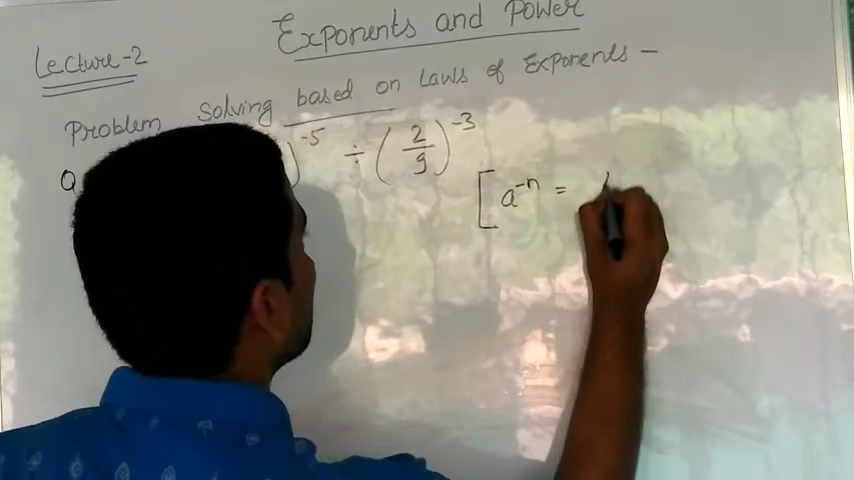 Exponents and Power
Lecture-2
Problem Solving based on Laws of Exponents -
Q )^-5 ÷ (2/9)^-3
[a^-n =